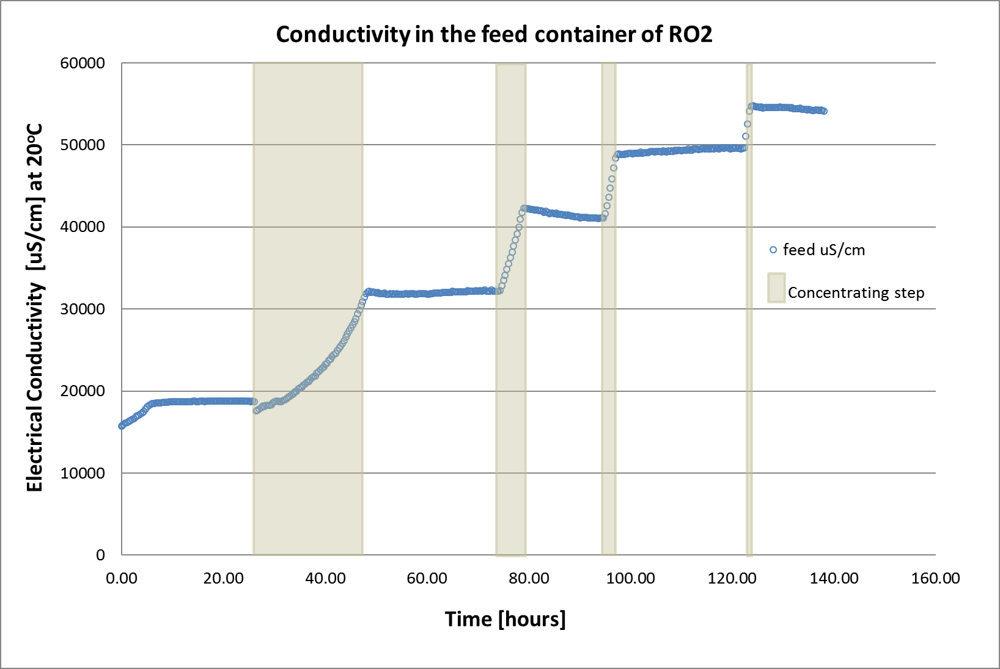 Conductivity in the feed container of RO2
Electrical Conductivity [uS/cm] at 20°C
60000
50000
40000
30000
20000
10000
0
feed uS/cm
Concentrating step
0.00 20.00 40.00 60.00 80.00 100.00 120.00 140.00 160.00
Time [hours]